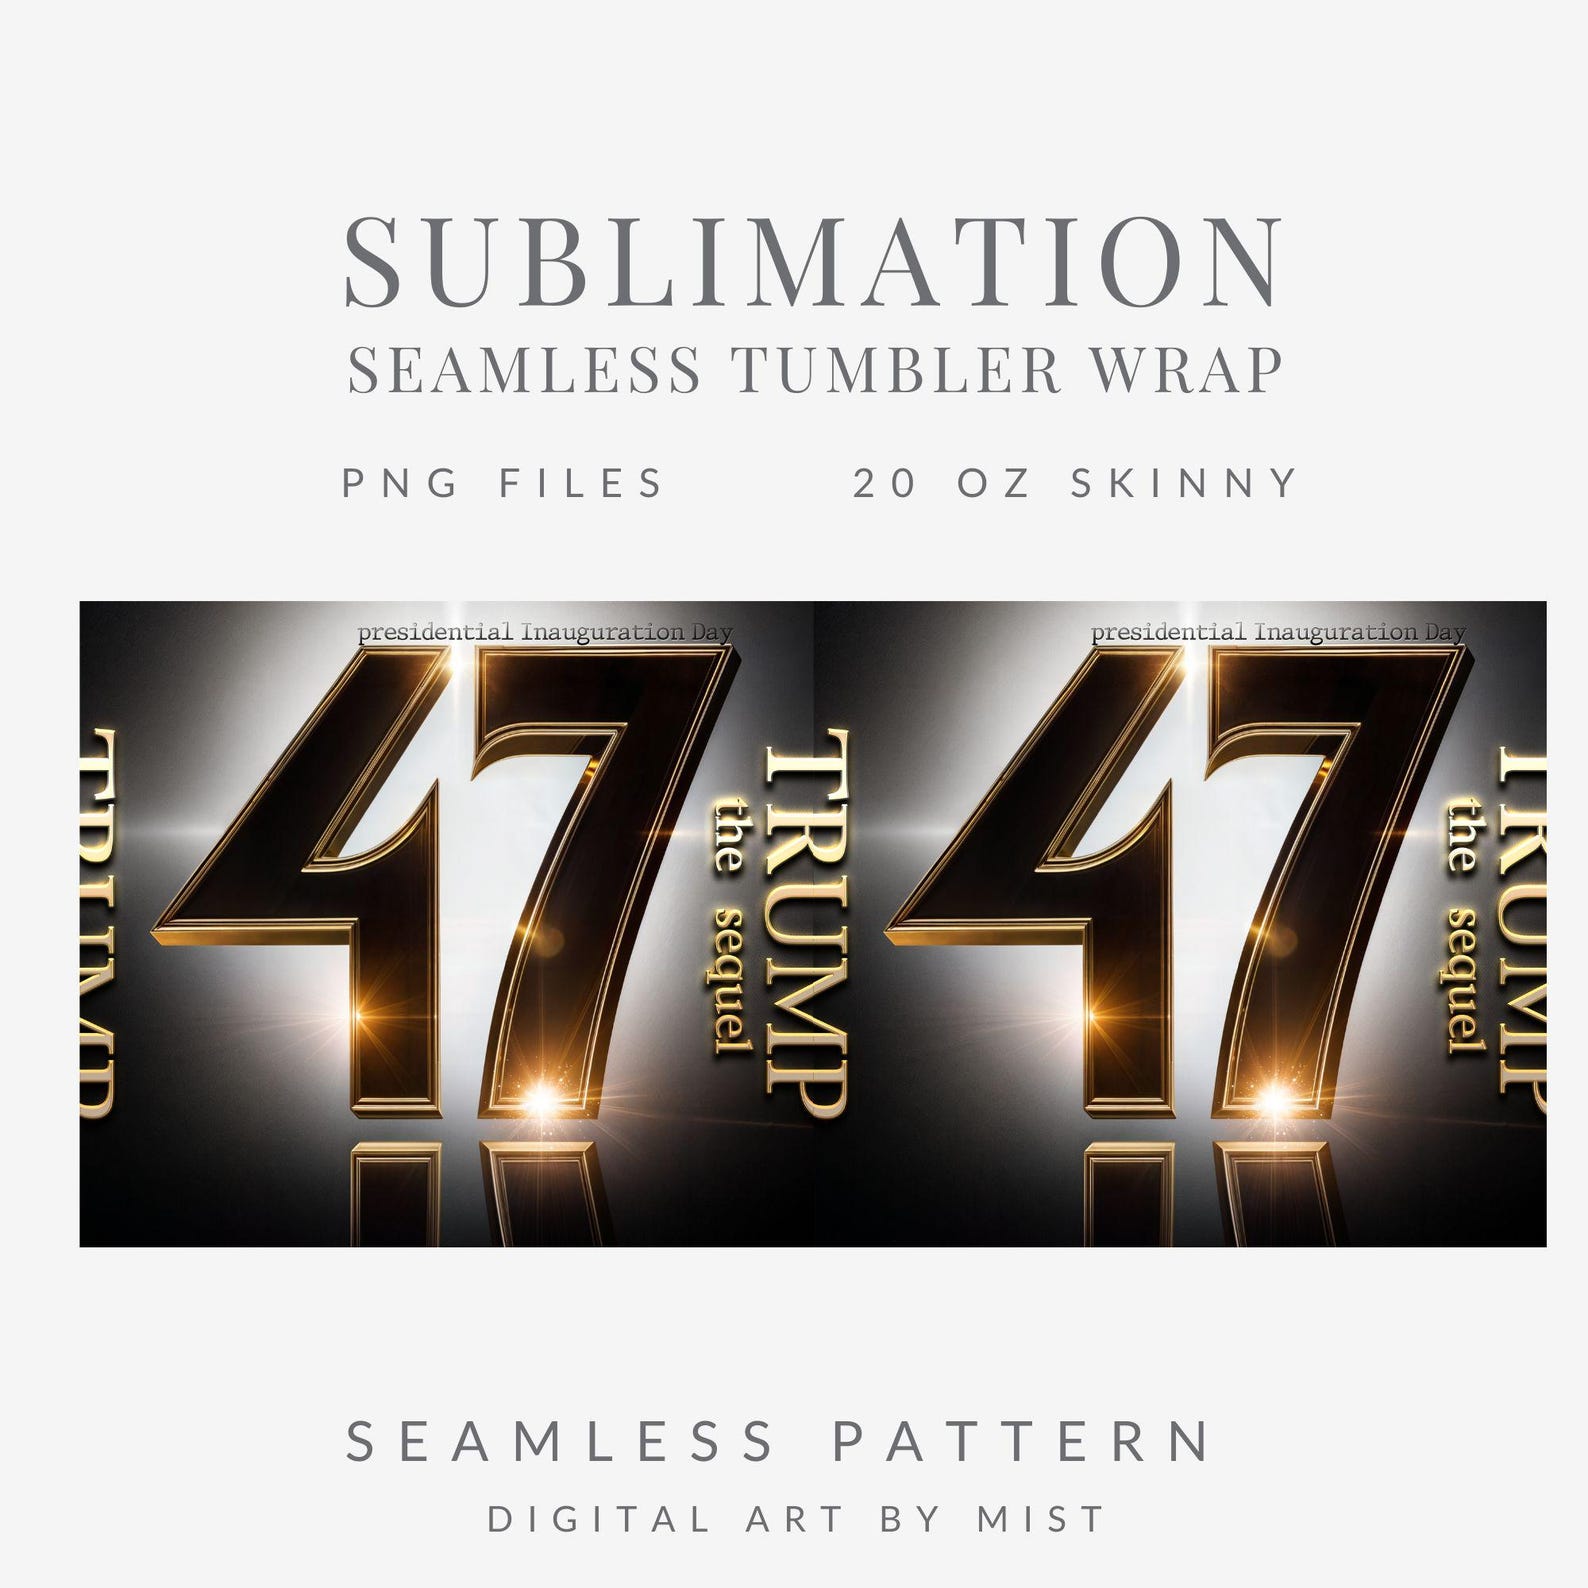 SUBLIMATION
SEAMLESS TUMBLER WRAP
PNG FILES 20 OZ SKINNY
presidential Inauguration Day
presidential Inauguration Day
47
47
TRUMP
TRUMP
the sequel
TRUMP
the sequel
SEAMLESS PATTERN
DIGITAL ART BY MIST